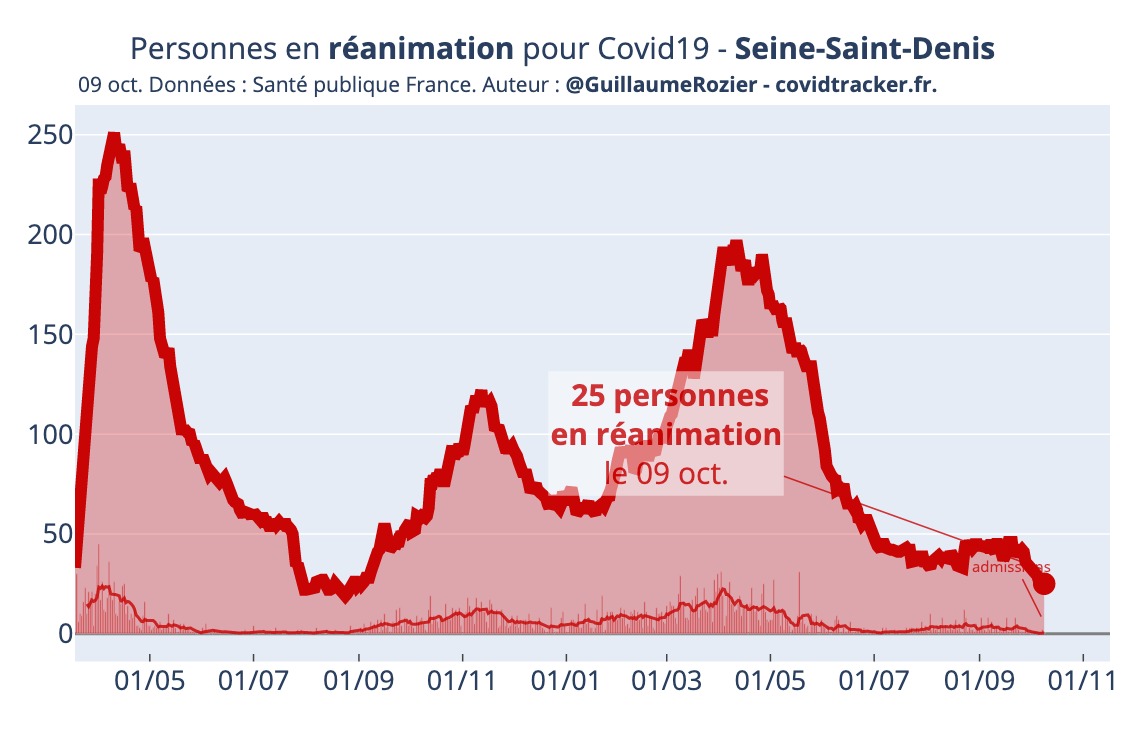 Personnes en réanimation pour Covid19 - Seine-Saint-Denis
09 oct. Données : Santé publique France. Auteur : @GuillaumeRozier - covidtracker.fr.
250
200
150
100
50
0
25 personnes
en réanimation
le 09 oct.
admissions
01/05 01/07 01/09 01/11 01/01 01/03 01/05 01/07 01/09 01/11